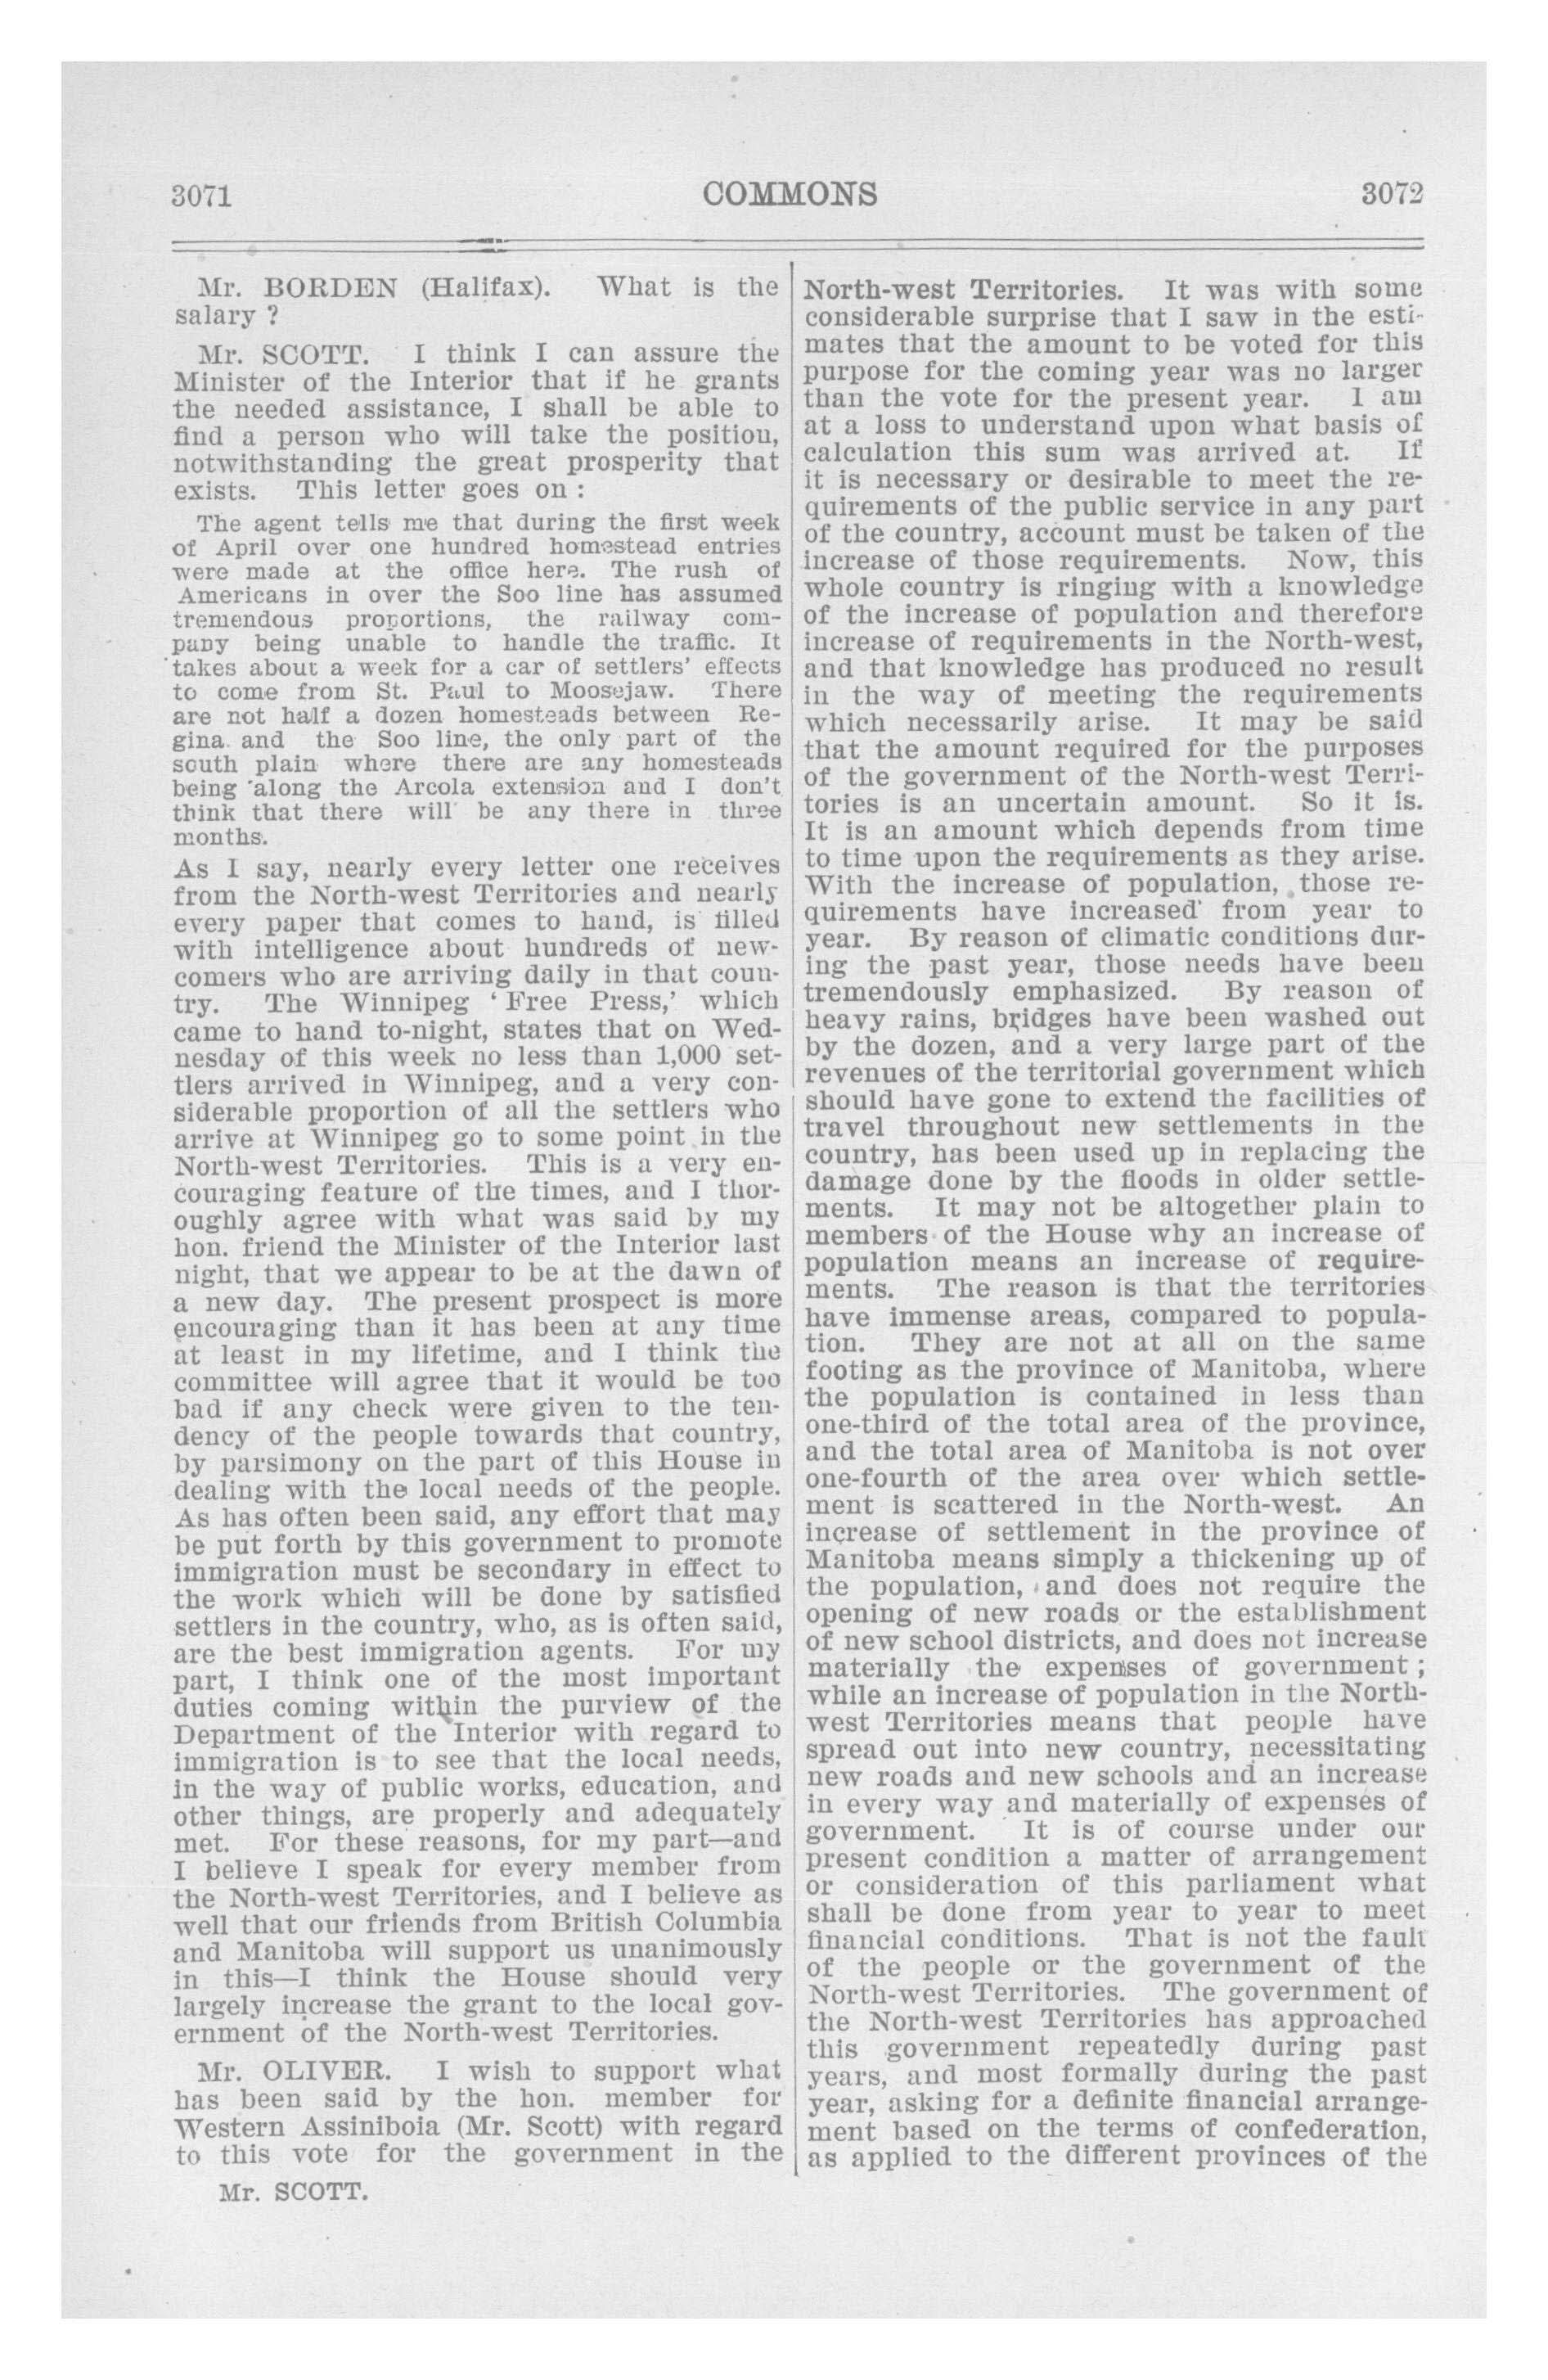 3071
COMMONS
3072
Mr. BORDEN (Halifax). What is the
salary ?
Mr. SCOTT. I think I can assure the
Minister of the Interior that if he grants
the needed assistance, I shall be able to
find a person who will take the position,
notwithstanding the great prosperity that
exists. This letter goes on :
The agent tells me that during the first week
of April over one hundred homestead entries
were made at the office here. The rush of
Americans in over the Soo line has assumed
tremendous proportions, the railway com-
pany being unable to handle the traffic. It
takes about a week for a car of settlers' effects
to come from St. Paul to Moosejaw. There
are not half a dozen homesteads between Re-
gina and the Soo line, the only part of the
south plain where there are any homesteads
being along the Arcola extension and I don't
think that there will be any there in three
months.
As I say, nearly every letter one receives
from the North-west Territories and nearly
every paper that comes to hand, is filled
with intelligence about hundreds of new-
comers who are arriving daily in that coun-
try. The Winnipeg ‘ Free Press,’ which
came to hand to-night, states that on Wed-
nesday of this week no less than 1,000 set-
tlers arrived in Winnipeg, and a very con-
siderable proportion of all the settlers who
arrive at Winnipeg go to some point in the
North-west Territories. This is a very en-
couraging feature of the times, and I thor-
oughly agree with what was said by my
hon. friend the Minister of the Interior last
night, that we appear to be at the dawn of
a new day. The present prospect is more
encouraging than it has been at any time
at least in my lifetime, and I think the
committee will agree that it would be too
bad if any check were given to the ten-
dency of the people towards that country,
by parsimony on the part of this House in
dealing with the local needs of the people.
As has often been said, any effort that may
be put forth by this government to promote
immigration must be secondary in effect to
the work which will be done by satisfied
settlers in the country, who, as is often said,
are the best immigration agents. For my
part, I think one of the most important
duties coming within the purview of the
Department of the Interior with regard to
immigration is to see that the local needs,
in the way of public works, education, and
other things, are properly and adequately
met. For these reasons, for my part—and
I believe I speak for every member from
the North-west Territories, and I believe as
well that our friends from British Columbia
and Manitoba will support us unanimously
in this—I think the House should very
largely increase the grant to the local gov-
ernment of the North-west Territories.
Mr. OLIVER. I wish to support what
has been said by the hon. member for
Western Assiniboia (Mr. Scott) with regard
to this vote for the government in the
Mr. SCOTT.
North-west Territories. It was with some
considerable surprise that I saw in the esti-
mates that the amount to be voted for this
purpose for the coming year was no larger
than the vote for the present year. I am
at a loss to understand upon what basis of
calculation this sum was arrived at. If
it is necessary or desirable to meet the re-
quirements of the public service in any part
of the country, account must be taken of the
increase of those requirements. Now, this
whole country is ringing with a knowledge
of the increase of population and therefore
increase of requirements in the North-west,
and that knowledge has produced no result
in the way of meeting the requirements
which necessarily arise. It may be said
that the amount required for the purposes
of the government of the North-west Terri-
tories is an uncertain amount. So it is.
It is an amount which depends from time
to time upon the requirements as they arise.
With the increase of population, those re-
quirements have increased from year to
year. By reason of climatic conditions dur-
ing the past year, those needs have been
tremendously emphasized. By reason of
heavy rains, bridges have been washed out
by the dozen, and a very large part of the
revenues of the territorial government which
should have gone to extend the facilities of
travel throughout new settlements in the
country, has been used up in replacing the
damage done by the floods in older settle-
ments. It may not be altogether plain to
members of the House why an increase of
population means an increase of require-
ments. The reason is that the territories
have immense areas, compared to popula-
tion. They are not at all on the same
footing as the province of Manitoba, where
the population is contained in less than
one-third of the total area of the province,
and the total area of Manitoba is not over
one-fourth of the area over which settle-
ment is scattered in the North-west. An
increase of settlement in the province of
Manitoba means simply a thickening up of
the population, and does not require the
opening of new roads or the establishment
of new school districts, and does not increase
materially the expenses of government ;
while an increase of population in the North-
west Territories means that people have
spread out into new country, necessitating
new roads and new schools and an increase
in every way and materially of expenses of
government. It is of course under our
present condition a matter of arrangement
or consideration of this parliament what
shall be done from year to year to meet
financial conditions. That is not the fault
of the people or the government of the
North-west Territories. The government of
the North-west Territories has approached
this government repeatedly during past
years, and most formally during the past
year, asking for a definite financial arrange-
ment based on the terms of confederation,
as applied to the different provinces of the